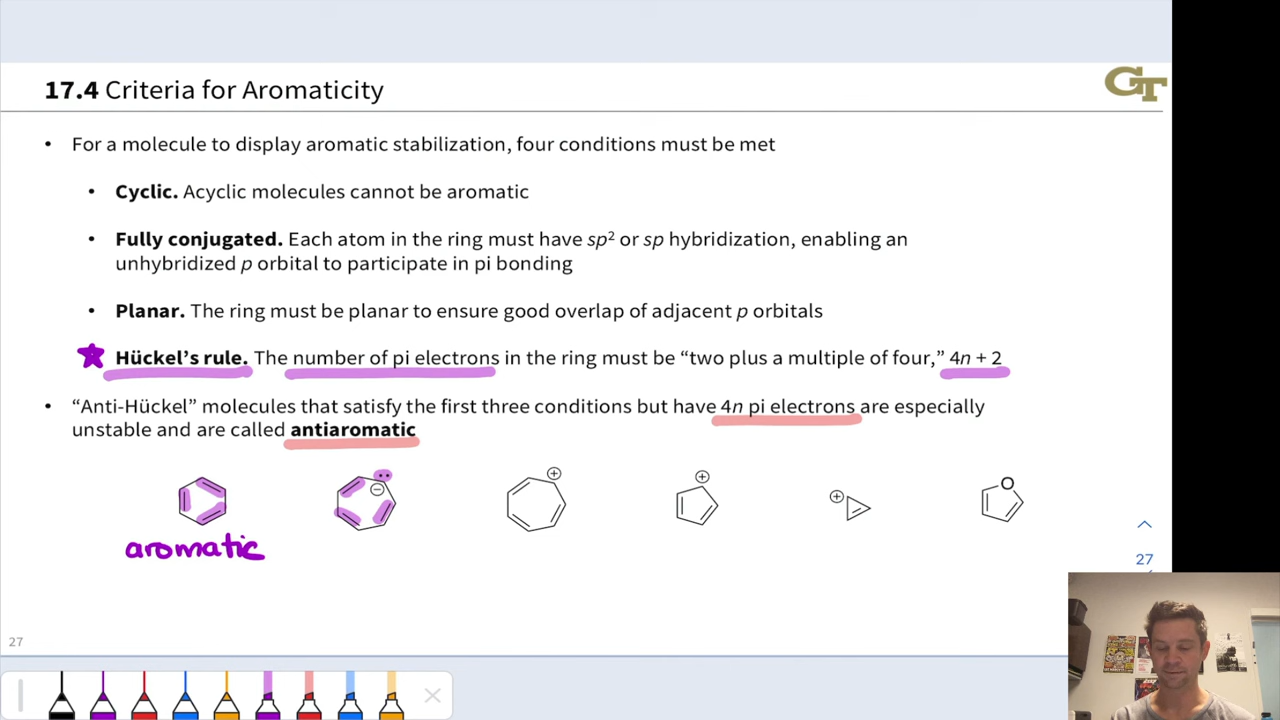 17.4 Criteria for Aromaticity
GT
• For a molecule to display aromatic stabilization, four conditions must be met
• Cyclic. Acyclic molecules cannot be aromatic
• Fully conjugated. Each atom in the ring must have sp² or sp hybridization, enabling an
unhybridized p orbital to participate in pi bonding
• Planar. The ring must be planar to ensure good overlap of adjacent p orbitals
Hückel's rule. The number of pi electrons in the ring must be “two plus a multiple of four,” 4n + 2
• “Anti-Hückel” molecules that satisfy the first three conditions but have 4n pi electrons are especially
unstable and are called antiaromatic
O
aromatic
27
27